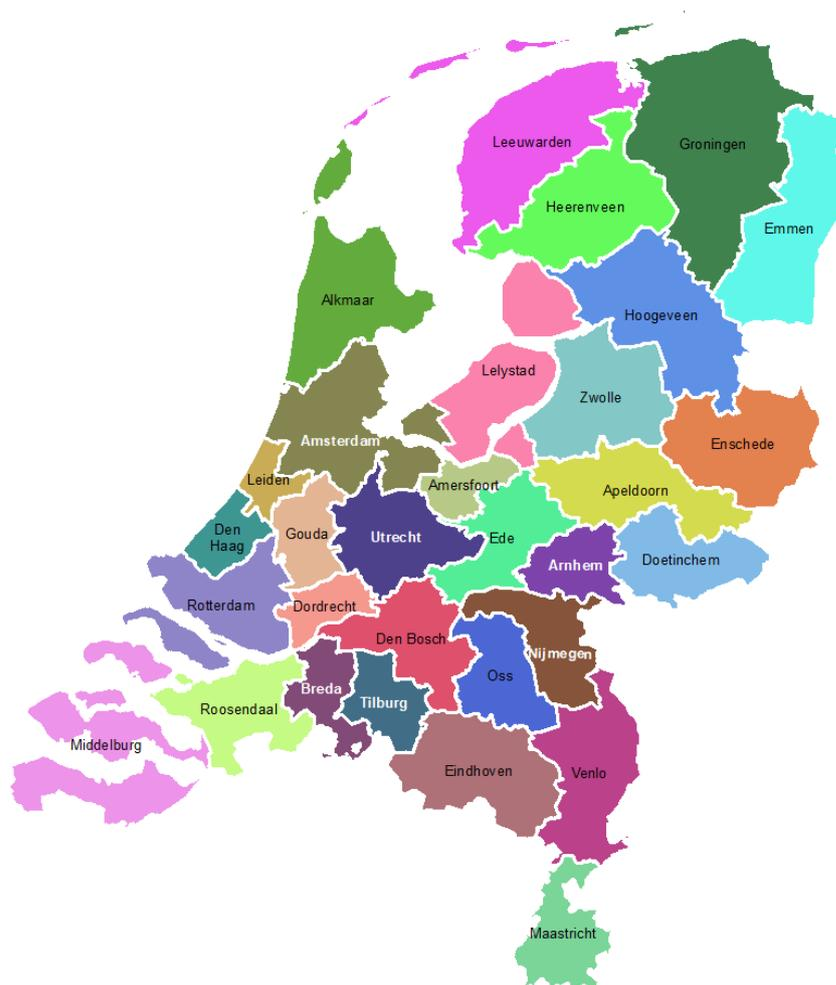 Leeuwarden
Groningen
Heerenveen
Emmen
Alkmaar
Hoogeveen
Lelystad
Zwolle
Amsterdam
Enschede
Leiden
Amersfoort
Apeldoorn
Den
Haag
Gouda
Utrecht
Ede
Arnhem
Doetinchem
Rotterdam
Dordrecht
Den Bosch
Nijmegen
Oss
Breda
Tilburg
Roosendaal
Middelburg
Eindhoven
Venlo
Maastricht